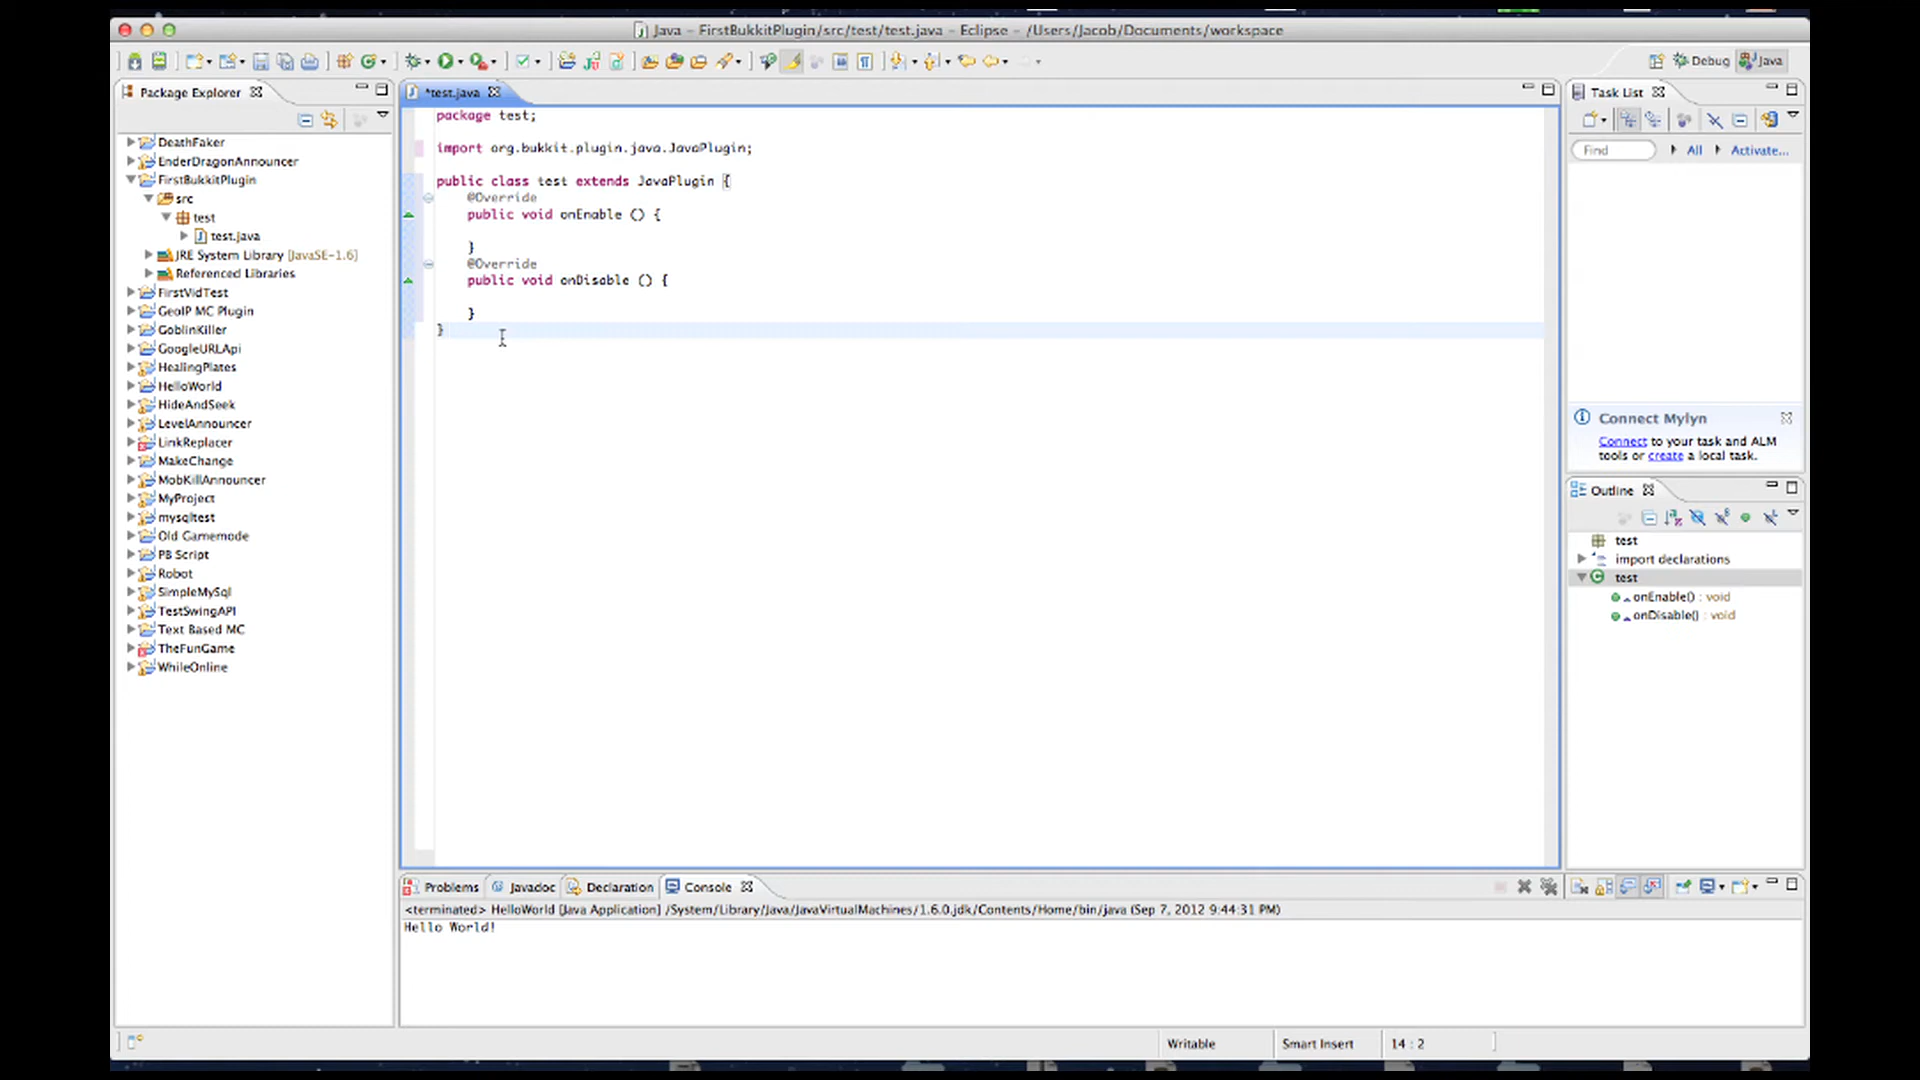 Java – FirstBukkitPlugin/src/test/test.java – Eclipse – /Users/Jacob/Documents/workspace
Debug
Java
Package Explorer
DeathFaker
EnderDragonAnnouncer
FirstBukkitPlugin
src
test
test.java
JRE System Library [JavaSE-1.6]
Referenced Libraries
FirstVidTest
GeoIP MC Plugin
GoblinKiller
GoogleURLApi
HealingPlates
HelloWorld
HideAndSeek
LevelAnnouncer
LinkReplacer
MakeChange
MobKillAnnouncer
MyProject
mysqltest
Old Gamemode
PB Script
Robot
SimpleMySql
TestSwingAPI
Text Based MC
TheFunGame
WhileOnline
*test.java
package test;
import org.bukkit.plugin.java.JavaPlugin;
public class test extends JavaPlugin {
@Override
public void onEnable () {
}
@Override
public void onDisable () {
}
}
Task List
Find
All
Activate...
Connect Mylyn
Connect to your task and ALM
tools or create a local task.
Outline
test
import declarations
test
onEnable() : void
onDisable() : void
Problems
Javadoc
Declaration
Console
<terminated> HelloWorld [Java Application] /System/Library/Java/JavaVirtualMachines/1.6.0.jdk/Contents/Home/bin/java (Sep 7, 2012 9:44:31 PM)
Hello World!
Writable
Smart Insert
14 : 2